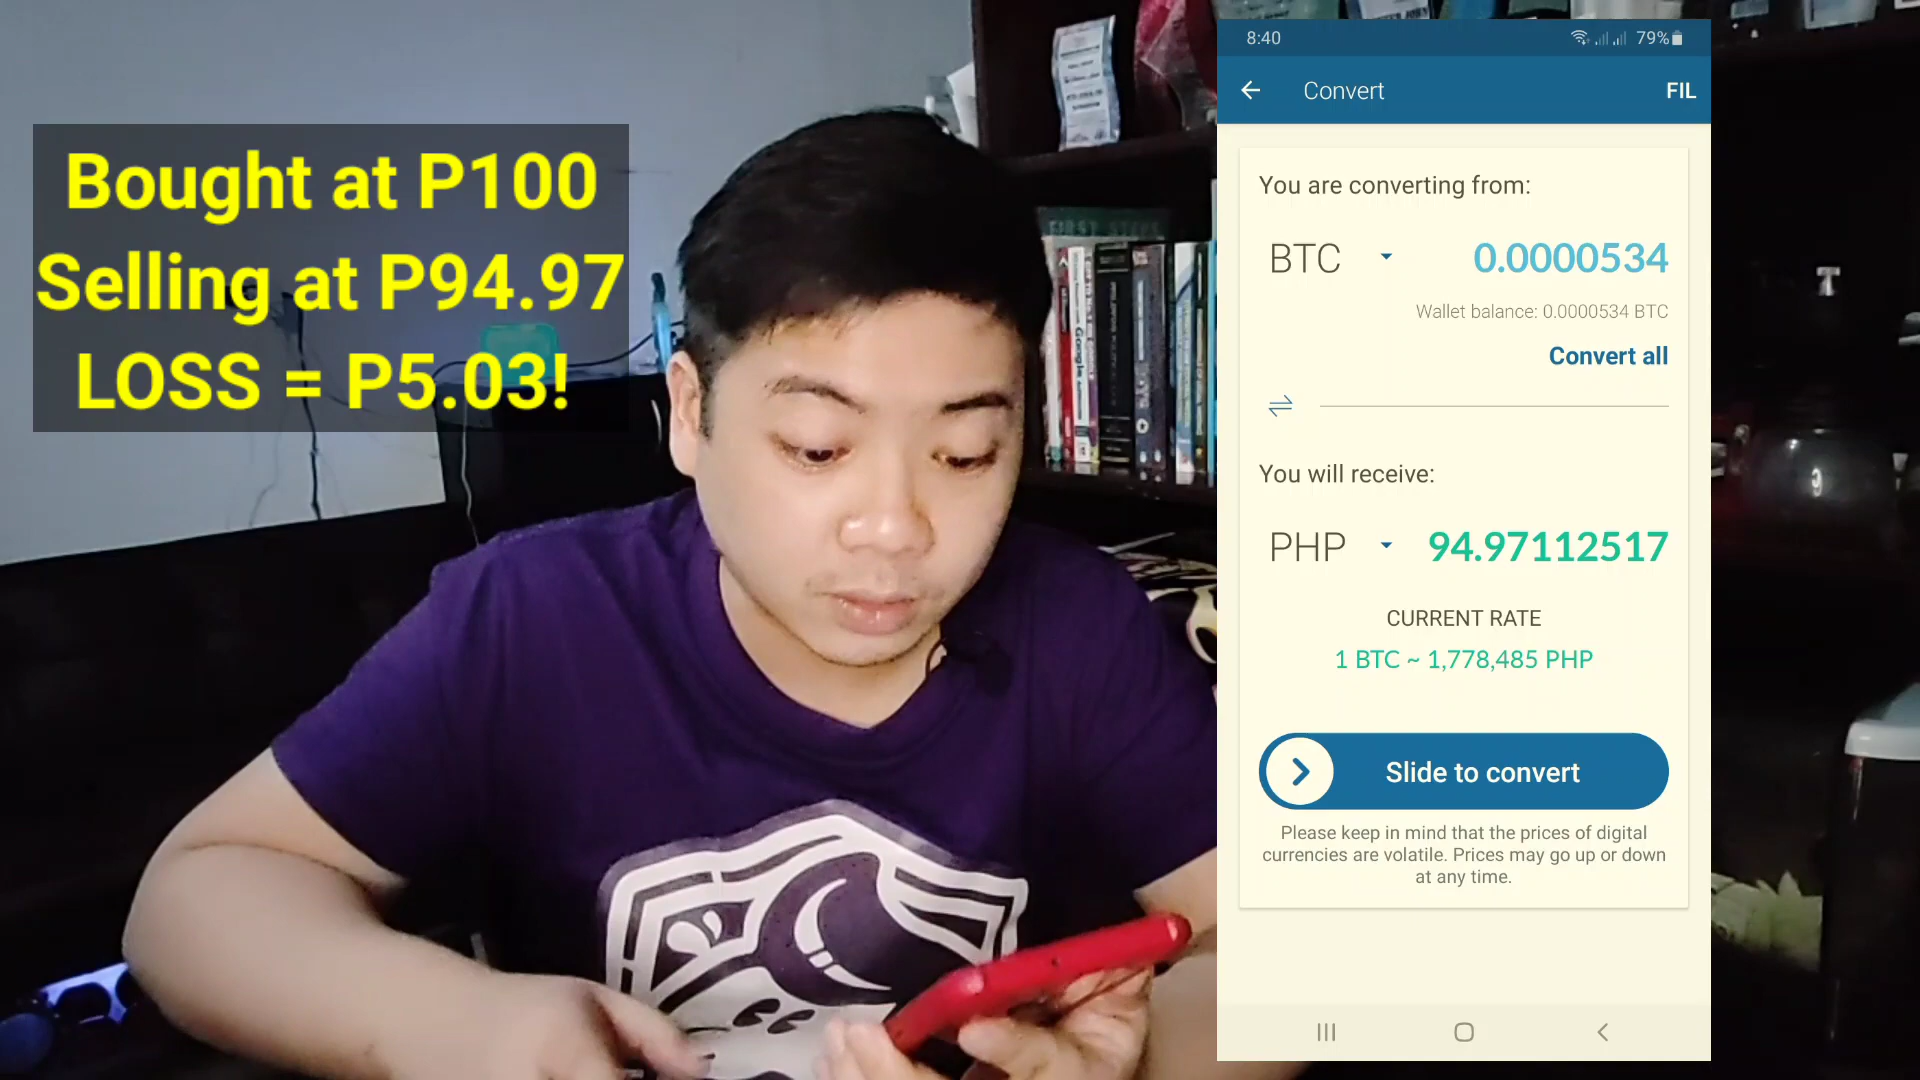 Bought at P100
Selling at P94.97
LOSS = P5.03!
8:40
79%
Convert
FIL
You are converting from:
BTC
0.0000534
Wallet balance: 0.0000534 BTC
Convert all
You will receive:
PHP
94.97112517
CURRENT RATE
1 BTC ~ 1,778,485 PHP
Slide to convert
Please keep in mind that the prices of digital
currencies are volatile. Prices may go up or down
at any time.
Google